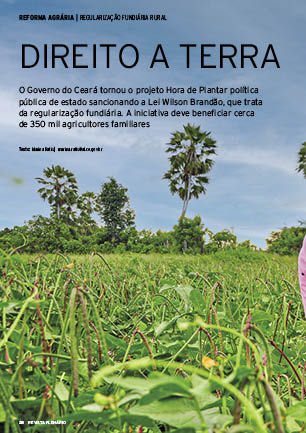 REFORMA AGRÁRIA | REGULARIZAÇÃO FUNDIÁRIA RURAL
DIREITO A TERRA
O Governo do Ceará tornou o projeto Hora de Plantar política
pública de estado sancionando a Lei Wilson Brandão, que trata
da regularização fundiária. A iniciativa deve beneficiar cerca
de 350 mil agricultores familiares
Texto:
REVISTA PLENÁRIO